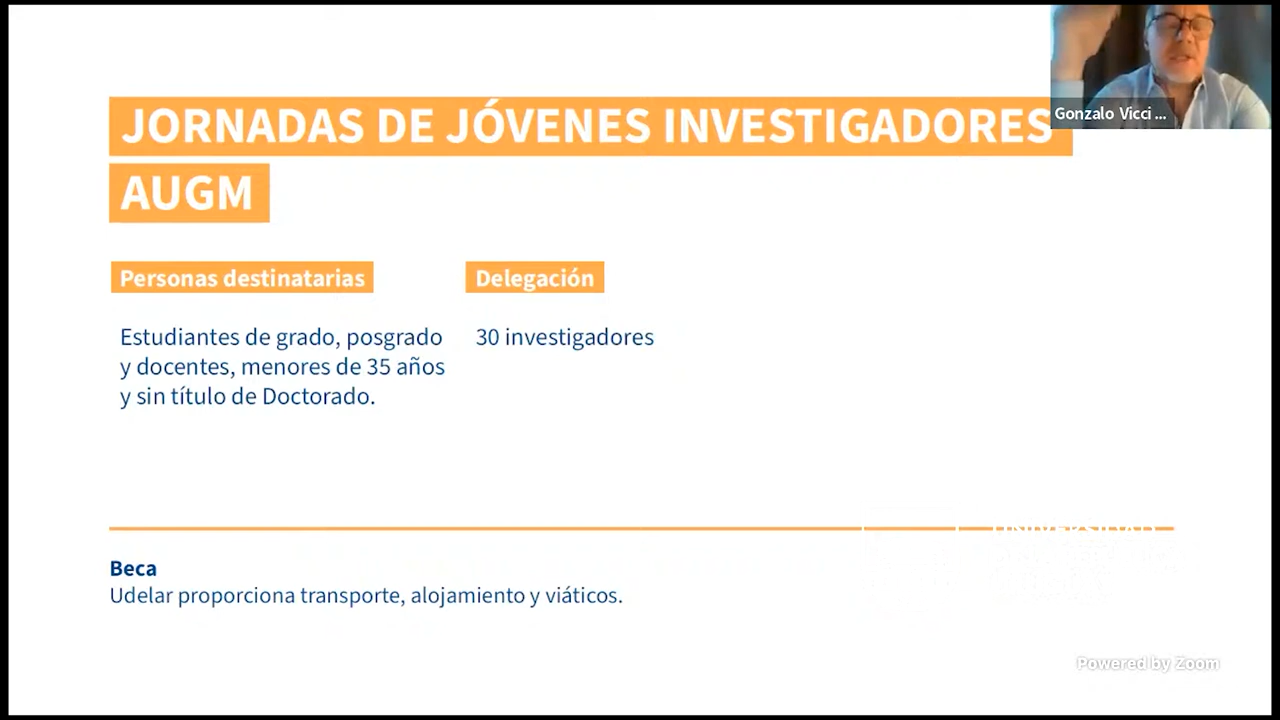 JORNADAS DE JÓVENES INVESTIGADORES
AUGM
Gonzalo Vicci ...
Personas destinatarias
Delegación
Estudiantes de grado, posgrado
y docentes, menores de 35 años
y sin título de Doctorado.
30 investigadores
Beca
Udelar proporciona transporte, alojamiento y viáticos.
Powered by Zoom